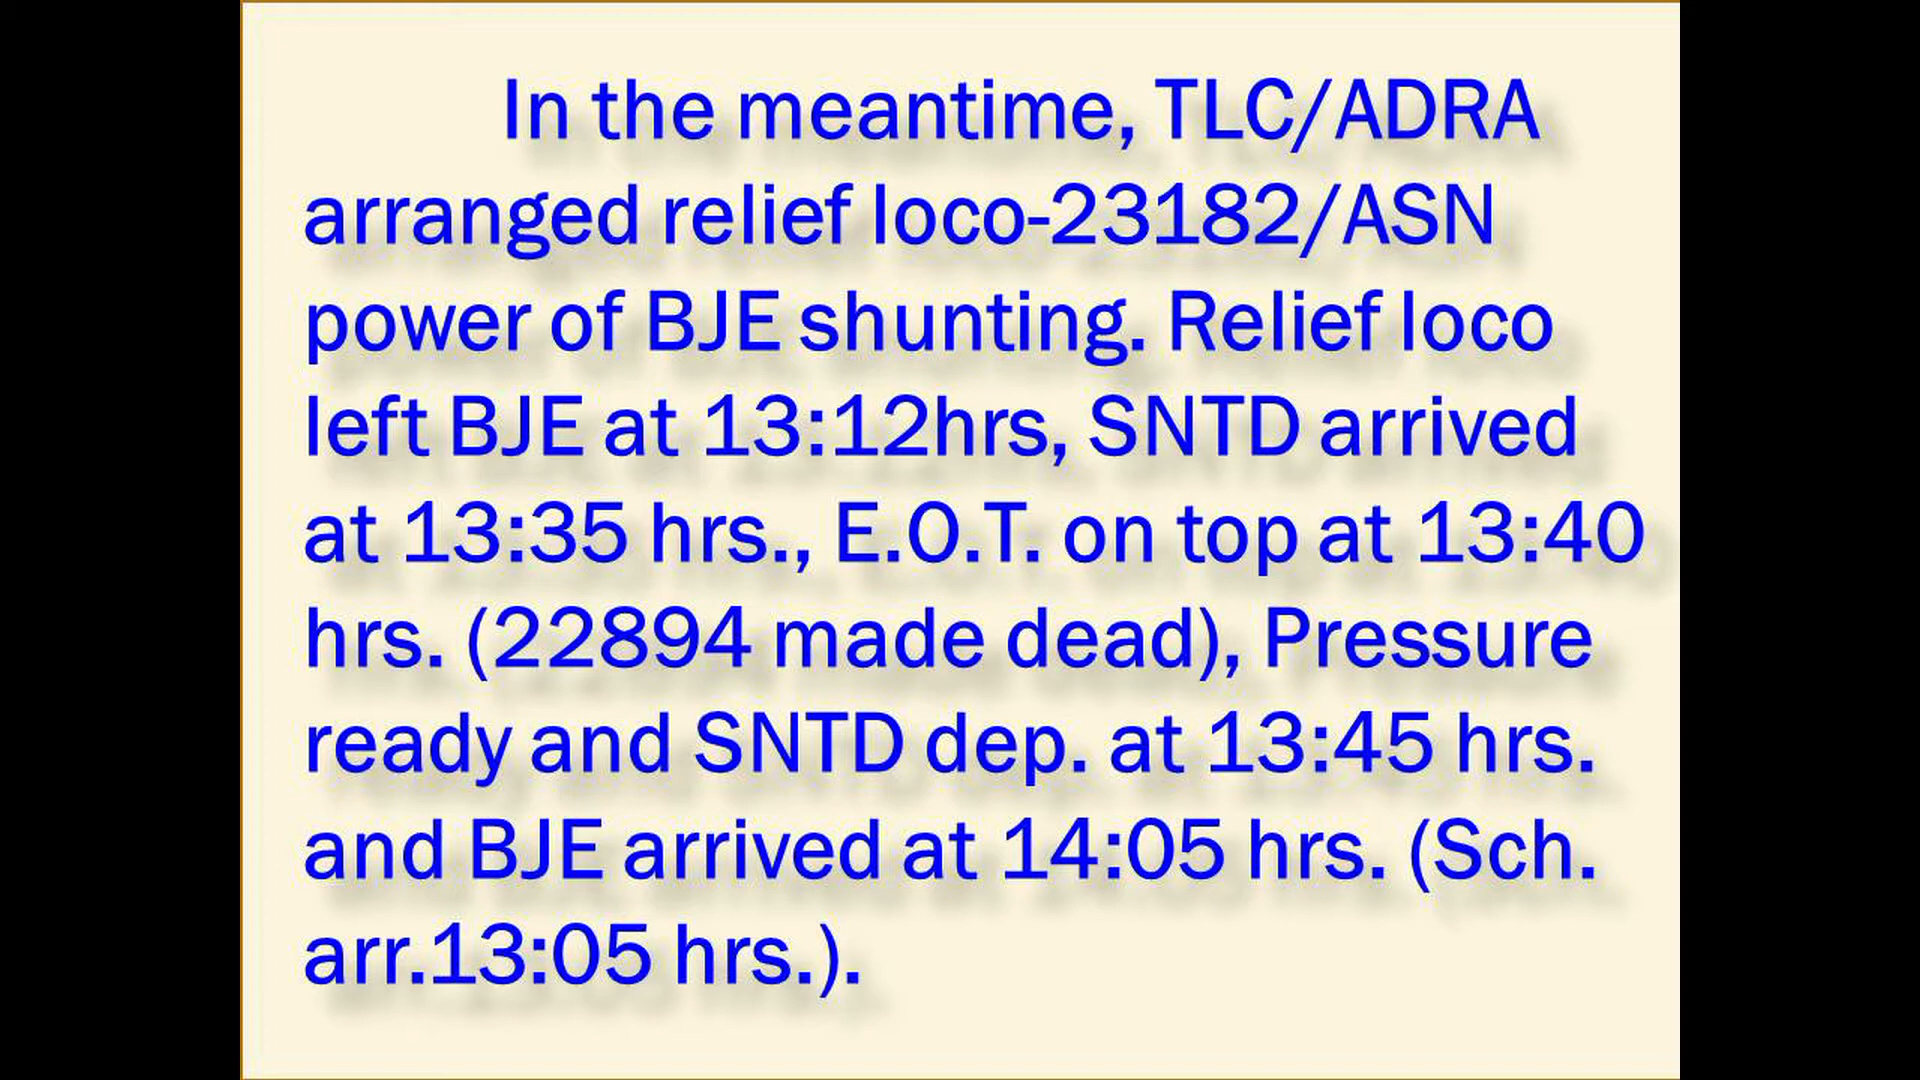 In the meantime, TLC/ADRA
arranged relief loco-23182/ASN
power of BJE shunting. Relief loco
left BJE at 13:12hrs, SNTD arrived
at 13:35 hrs., E.O.T. on top at 13:40
hrs. (22894 made dead), Pressure
ready and SNTD dep. at 13:45 hrs.
and BJE arrived at 14:05 hrs. (Sch.
arr.13:05 hrs.).